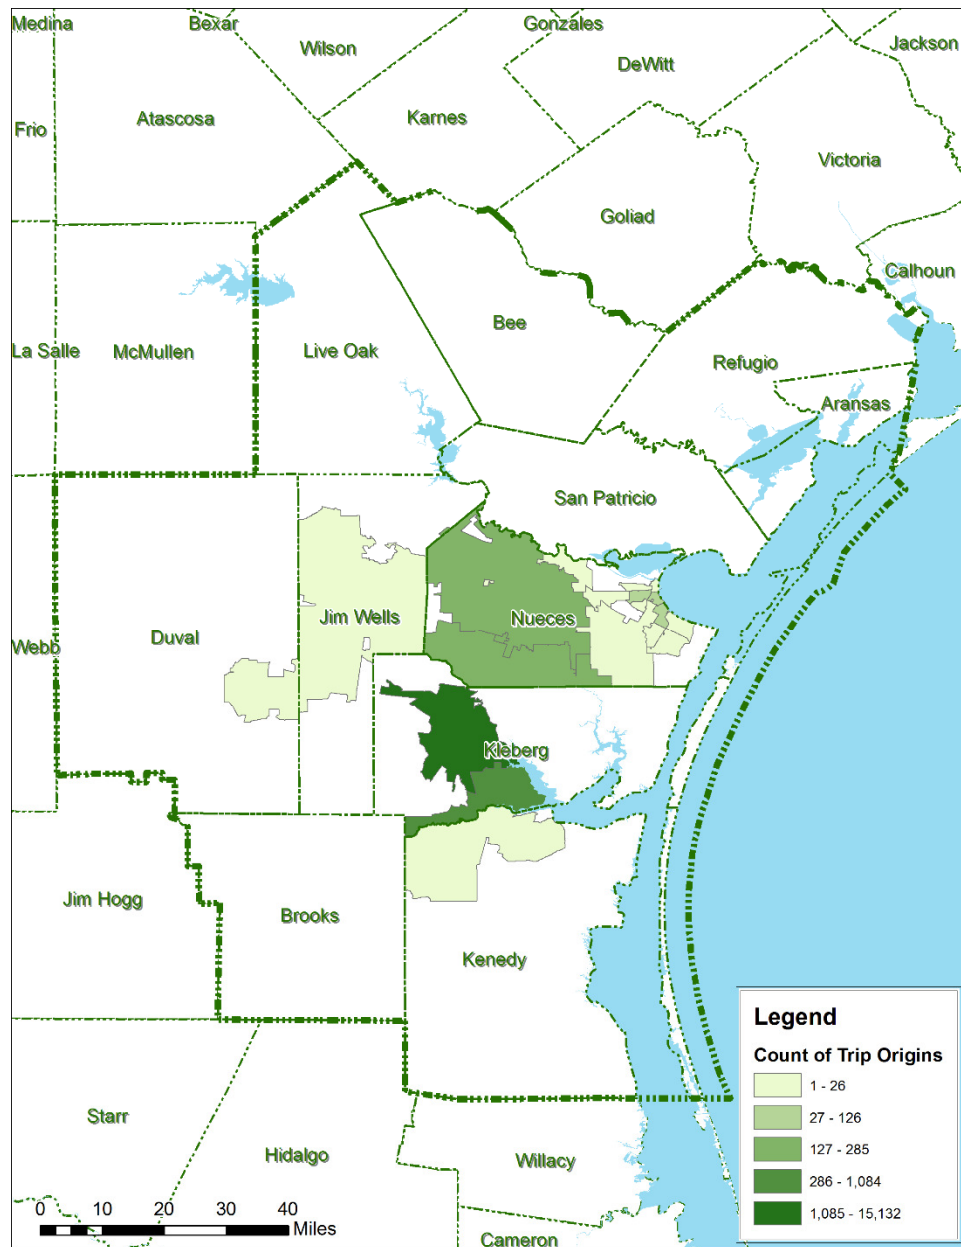 Medina
Bexar
Gonzales
Wilson
DeWitt
Jackson
Frio
Atascosa
Karnes
Victoria
Goliad
Calhoun
Bee
La Salle
McMullen
Live Oak
Refugio
Aransas
San Patricio
Jim Wells
Nueces
Webb
Duval
Kleberg
Jim Hogg
Brooks
Kenedy
Starr
Hidalgo
Willacy
Cameron
0 10 20 30 40
Miles
Legend
Count of Trip Origins
1 - 26
27 - 126
127 - 285
286 - 1,084
1,085 - 15,132